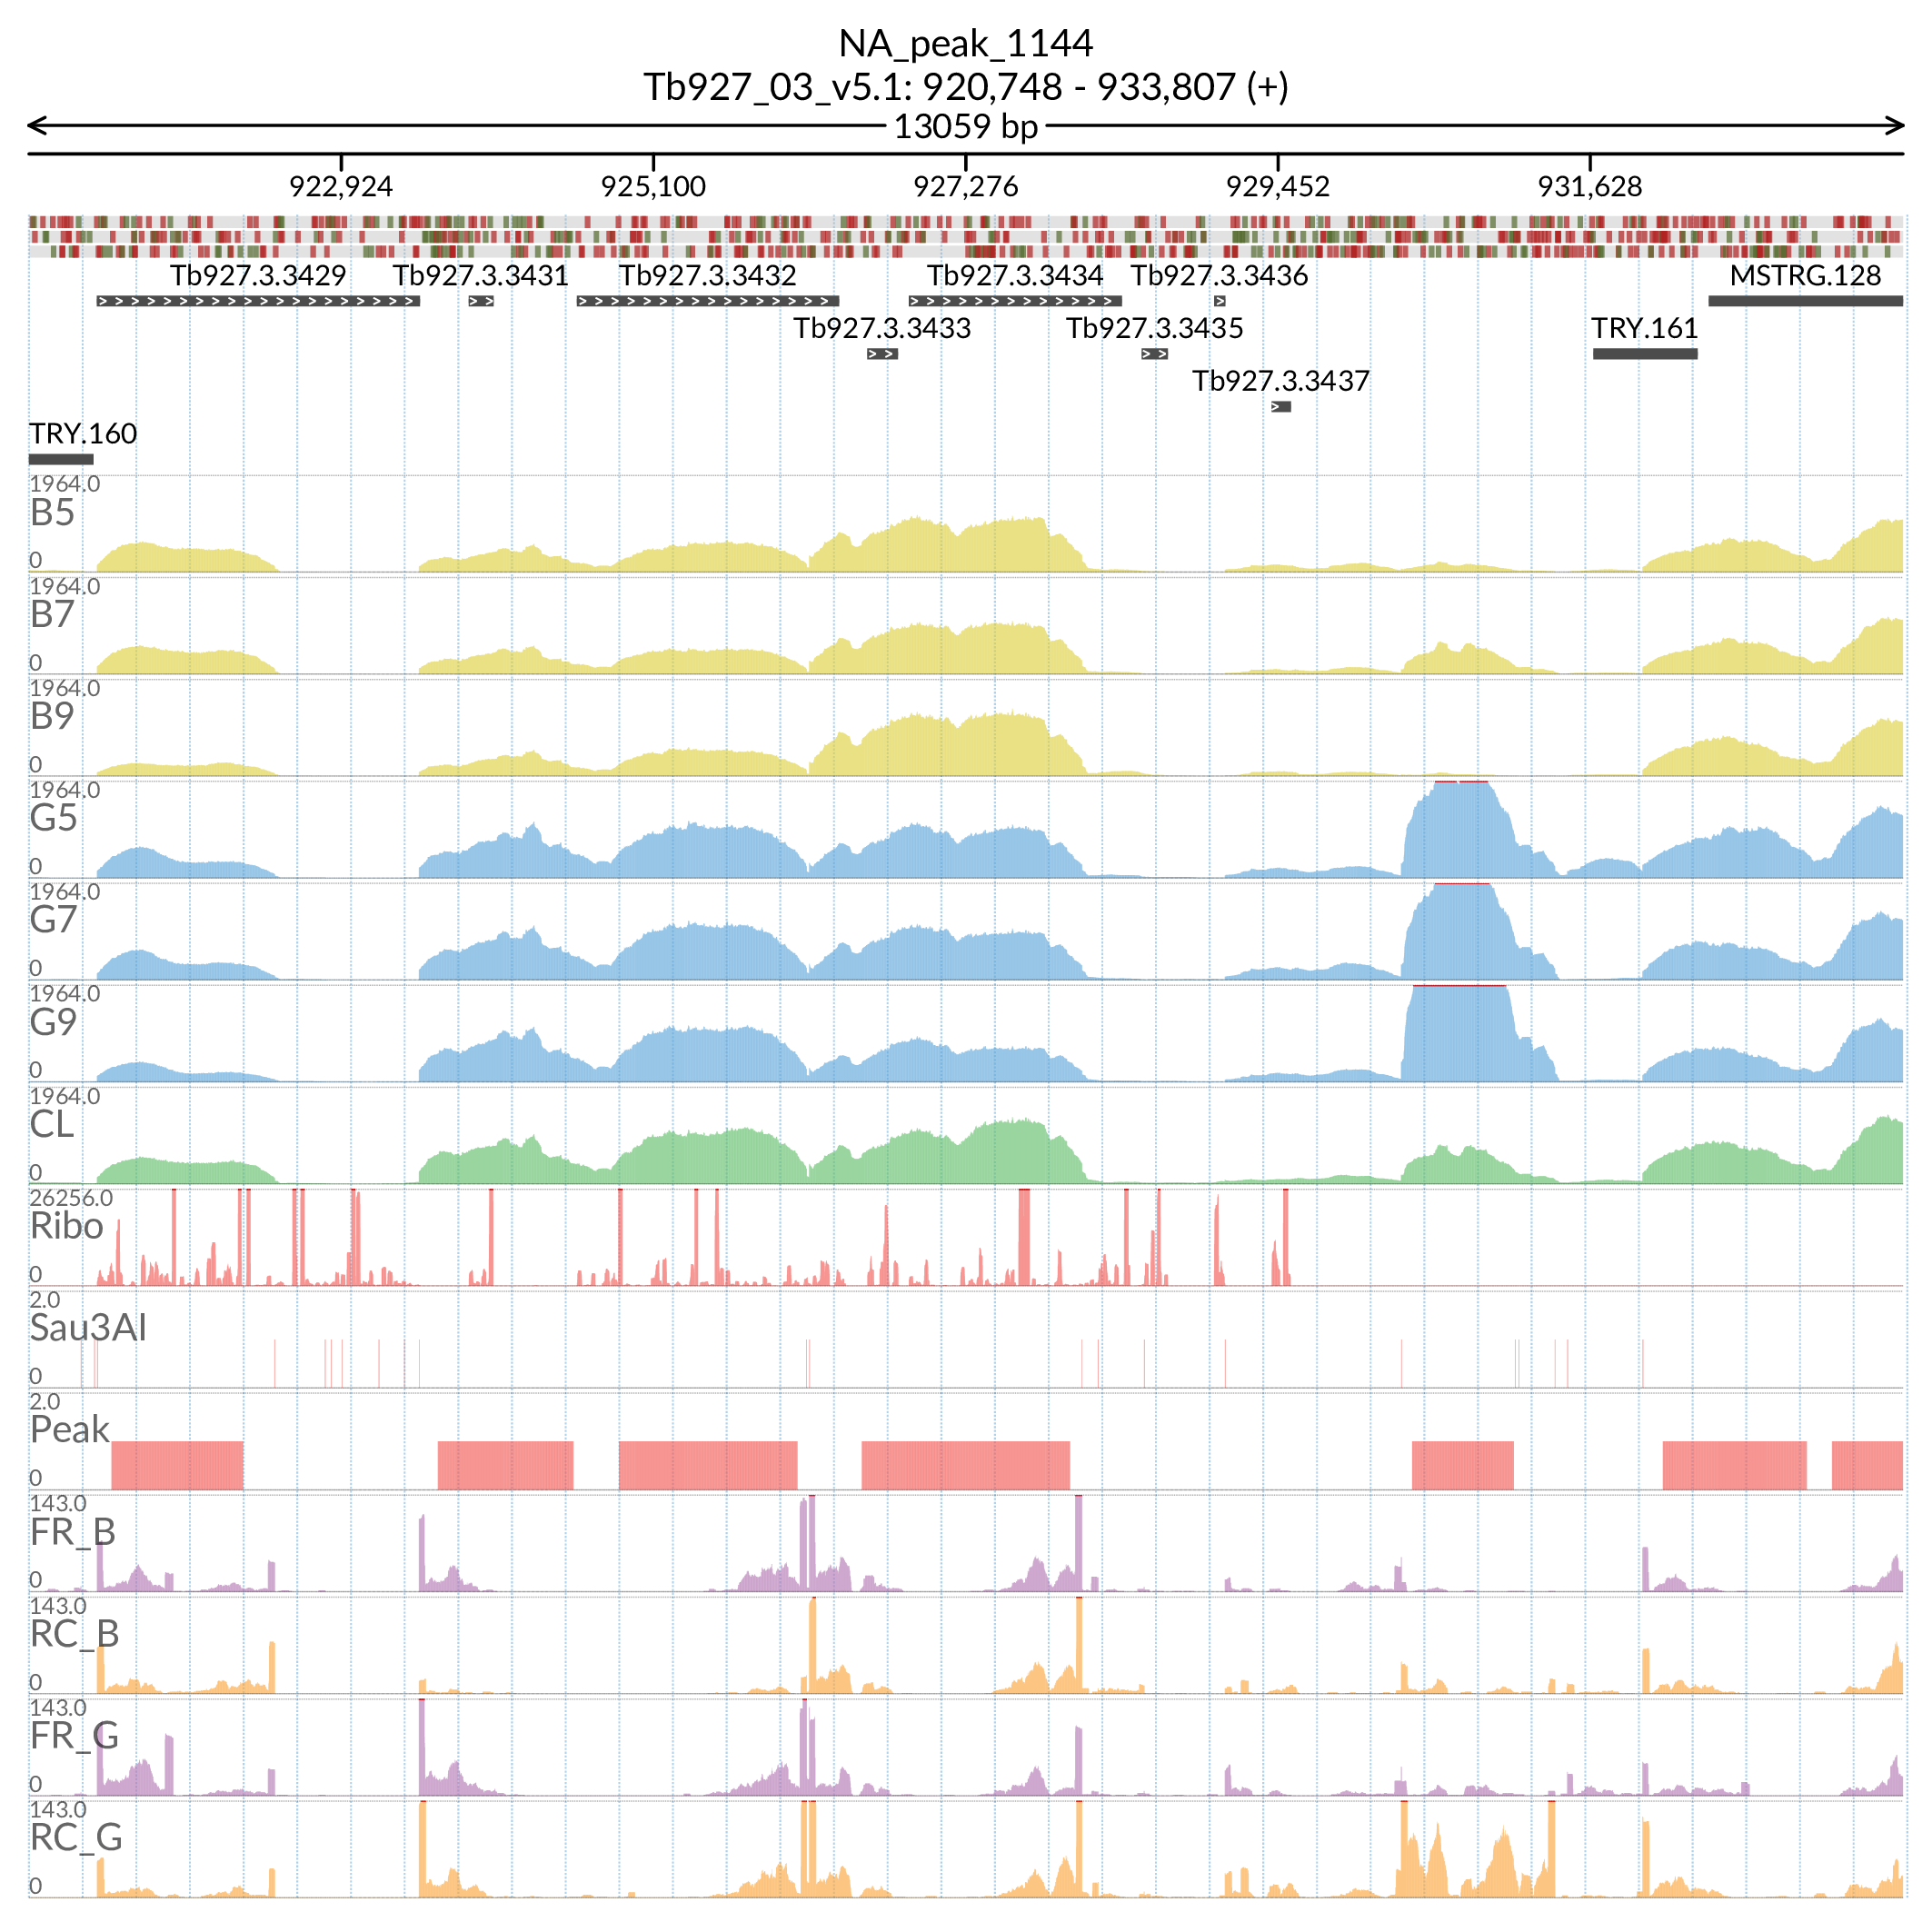 NA_peak_1144
Tb927_03_v5.1: 920,748 - 933,807 (+)
13059 bp
922,924 925,100 927,276 929,452 931,628
Tb927.3.3429 Tb927.3.3431 Tb927.3.3432 Tb927.3.3434 Tb927.3.3436 MSTRG.128
Tb927.3.3433 Tb927.3.3435 TRY.161
Tb927.3.3437
TRY.160
1964.0
B5
0
1964.0
B7
0
1964.0
B9
0
1964.0
G5
0
1964.0
G7
0
1964.0
G9
0
1964.0
CL
0
26256.0
Ribo
0
2.0
Sau3AI
0
2.0
Peak
0
143.0
FR_B
0
143.0
RC_B
0
143.0
FR_G
0
143.0
RC_G
0